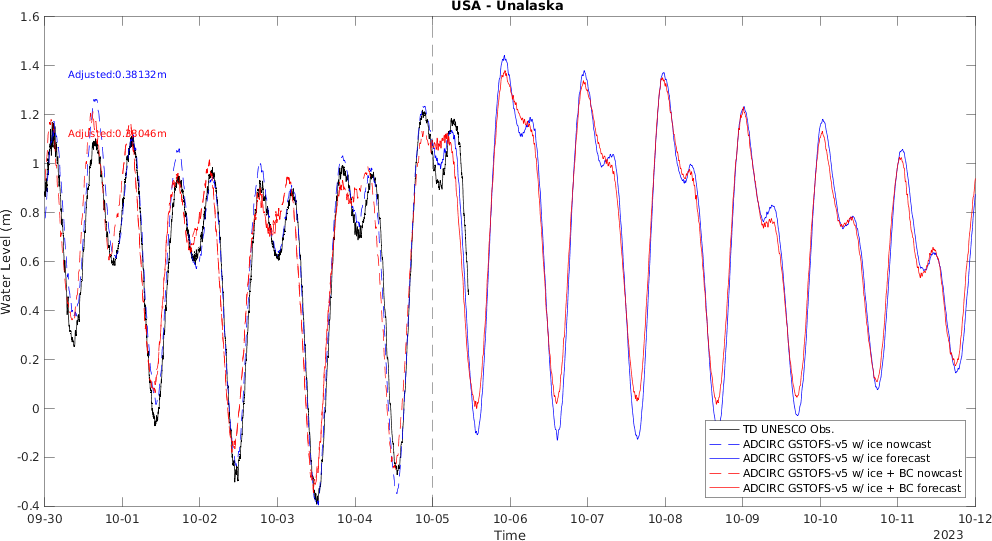 USA - Unalaska
1.6
1.4
1.2
1
0.8
0.6
0.4
0.2
0
-0.2
-0.4
Water Level (m)
Adjusted:0.38132m
Adjusted:0.38046m
TD UNESCO Obs.
ADCIRC GSTOFS-v5 w/ ice nowcast
ADCIRC GSTOFS-v5 w/ ice forecast
ADCIRC GSTOFS-v5 w/ ice + BC nowcast
ADCIRC GSTOFS-v5 w/ ice + BC forecast
09-30 10-01 10-02 10-03 10-04 10-05 10-06 10-07 10-08 10-09 10-10 10-11 10-12
Time
2023